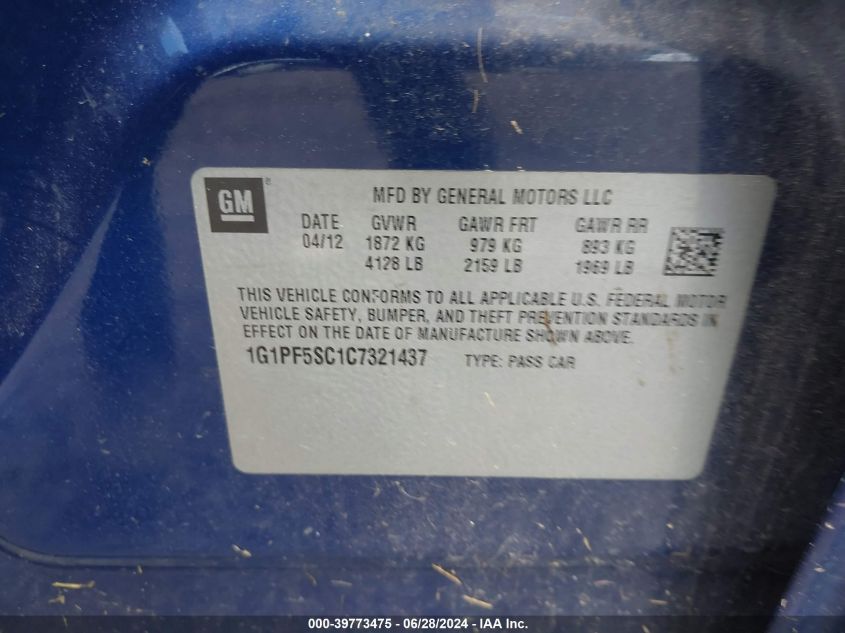 GM ®
MFD BY GENERAL MOTORS LLC
DATE GVWR GAWR FRT GAWR RR
04/12 1872 KG 979 KG 893 KG
4128 LB 2159 LB 1969 LB
THIS VEHICLE CONFORMS TO ALL APPLICABLE U.S. FEDERAL MOTOR
VEHICLE SAFETY, BUMPER, AND THEFT PREVENTION STANDARDS IN
EFFECT ON THE DATE OF MANUFACTURE SHOWN ABOVE.
1G1PF5SC1C7321437 TYPE: PASS CAR
000-39773475 - 06/28/2024 - IAA Inc.